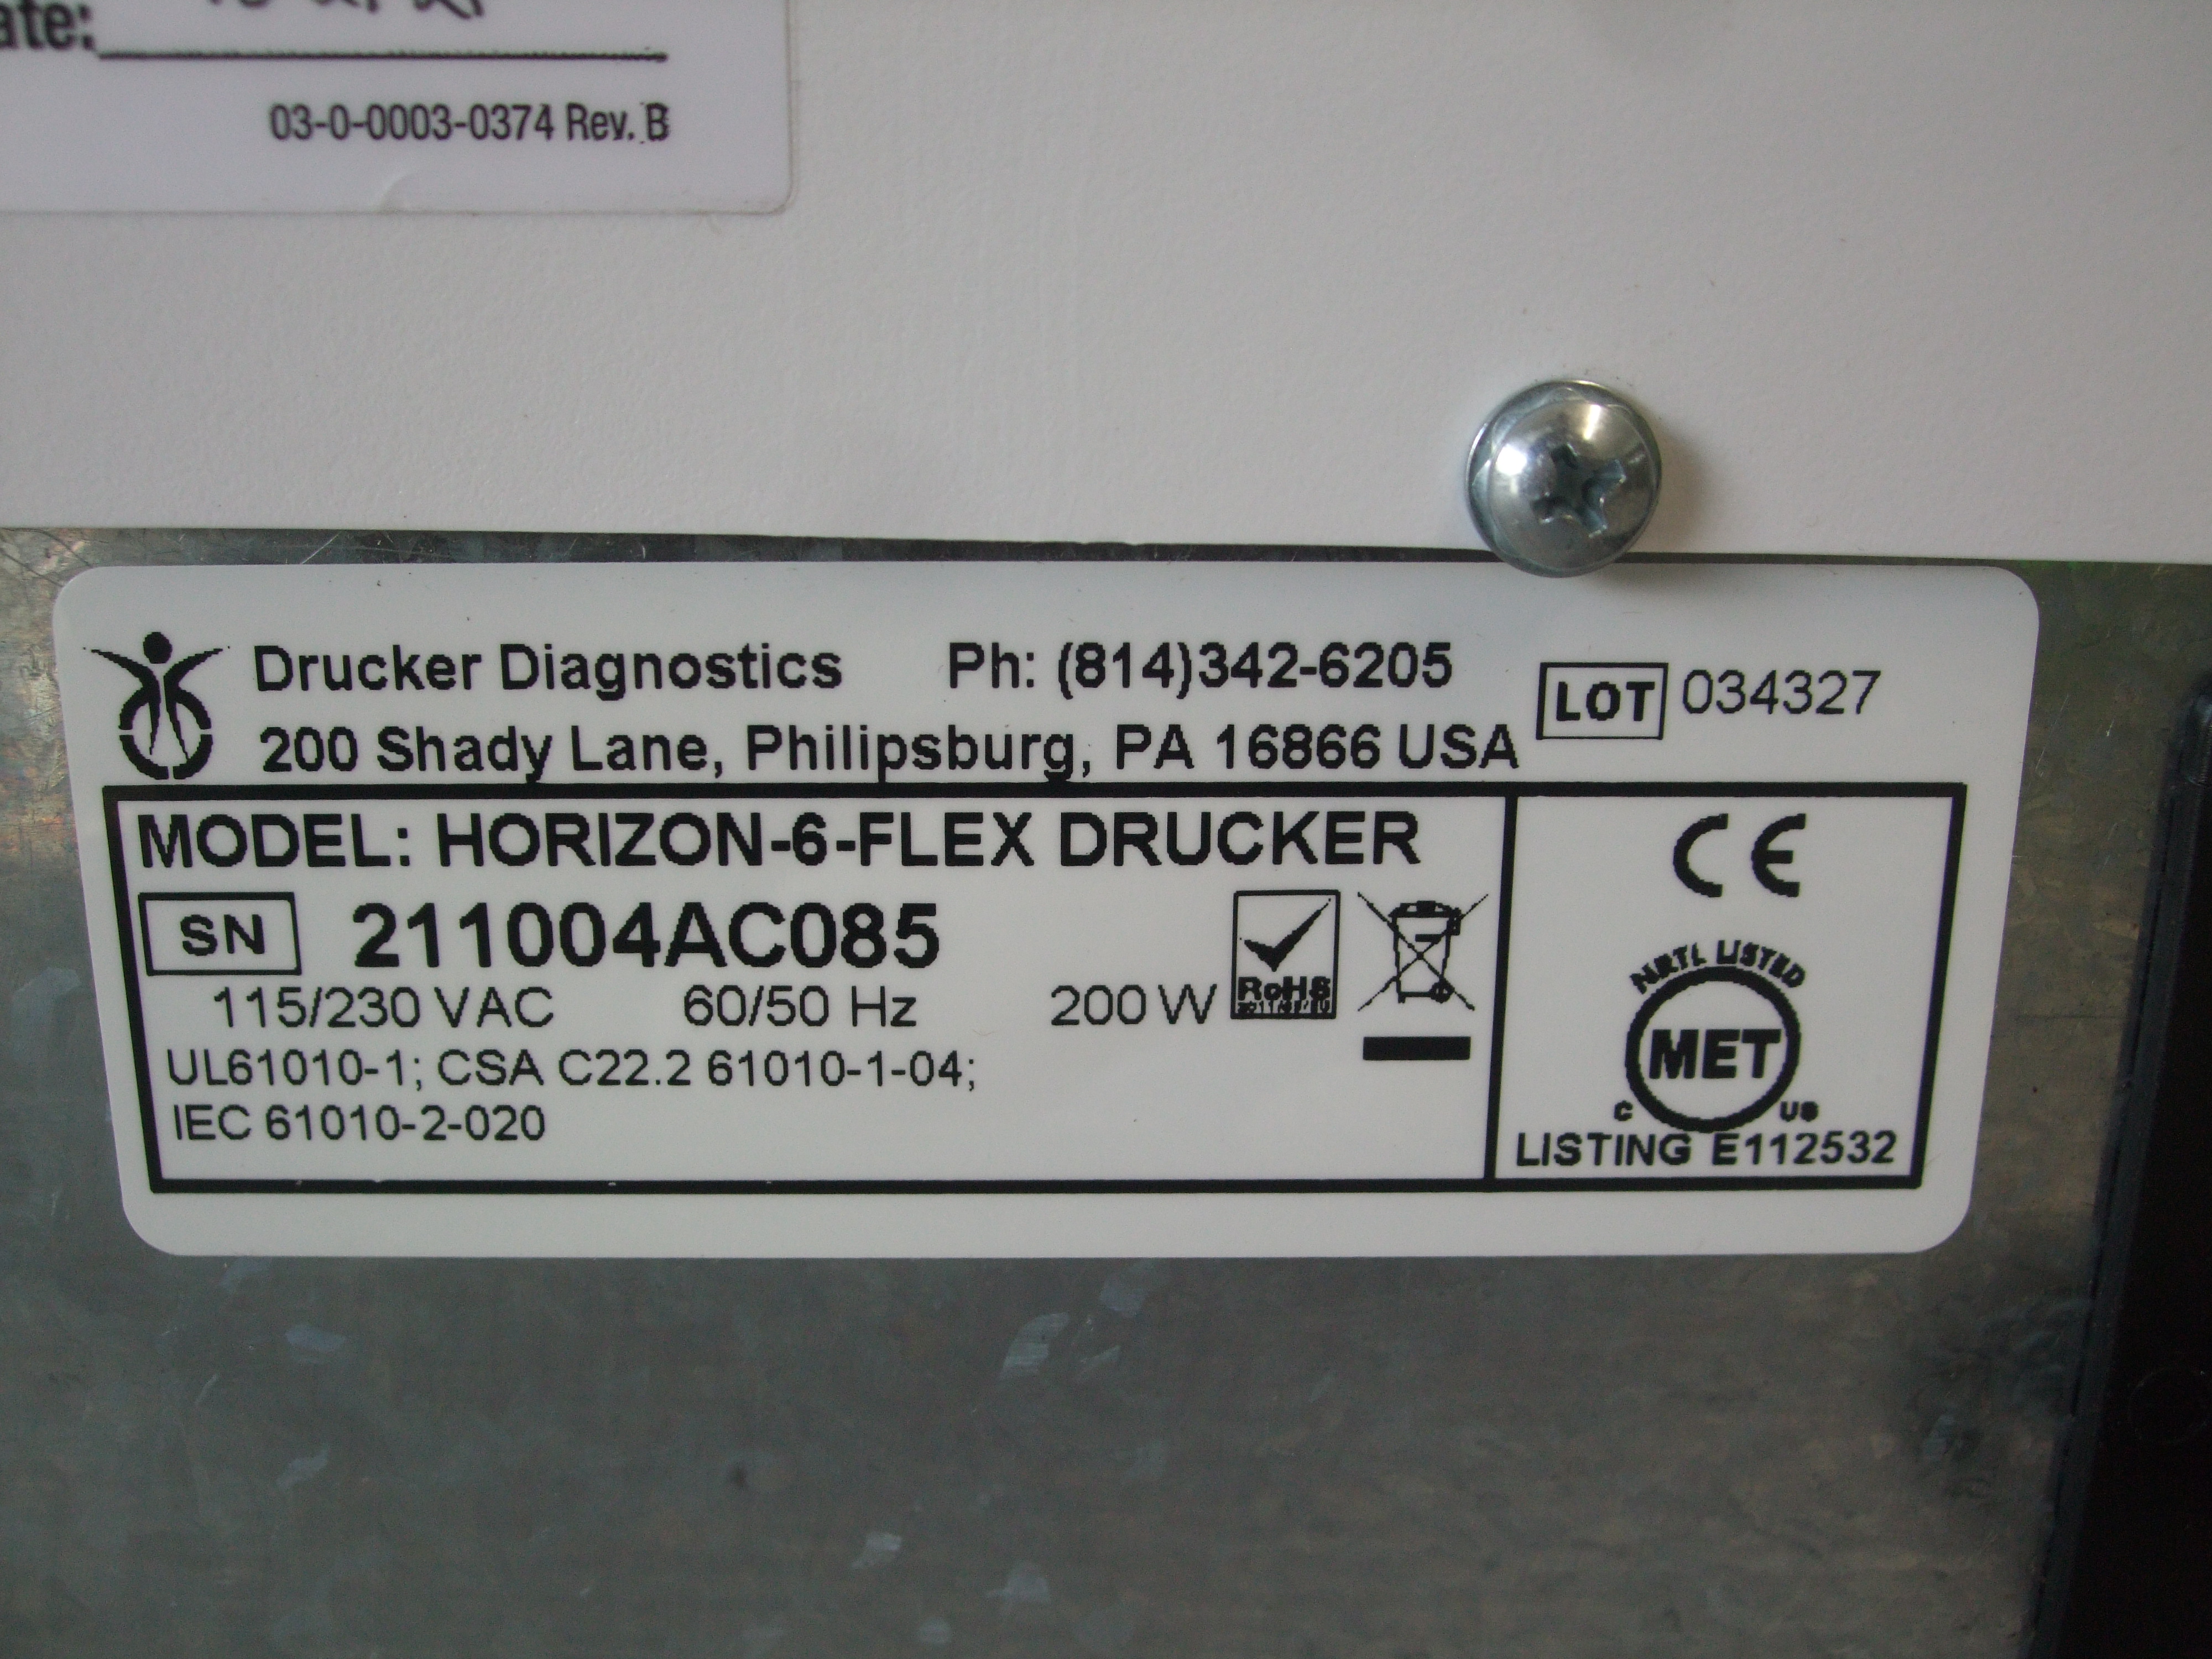 03-0-0003-0374 Rev. B
Drucker Diagnostics Ph: (814)342-6205
200 Shady Lane, Philipsburg, PA 16866 USA
LOT 034327
MODEL: HORIZON-6-FLEX DRUCKER
SN 211004AC085
115/230 VAC 60/50 Hz 200 W
RoHS
UL61010-1; CSA C22.2 61010-1-04;
IEC 61010-2-020
CE
NRTL LISTED
MET
C US
LISTING E112532